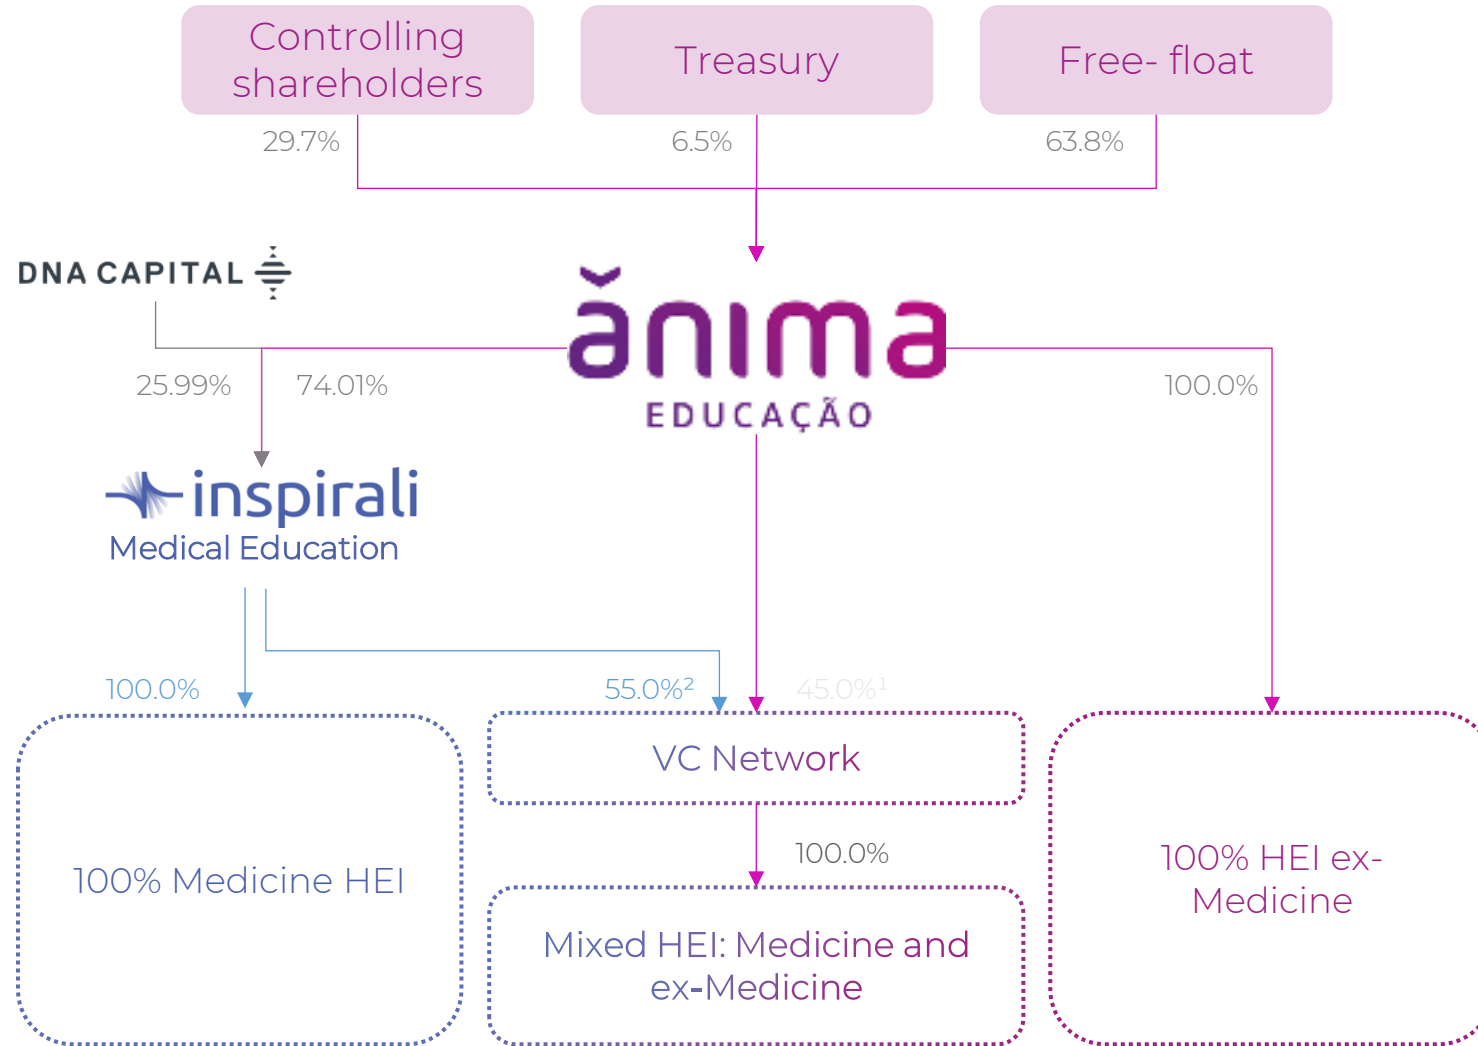 Controlling
shareholders
Treasury
Free- float
29.7%
6.5%
63.8%
DNA CAPITAL
ănima
EDUCAÇÃO
25.99%
74.01%
100.0%
inspirali
Medical Education
100.0%
55.0%²
45.0%¹
VC Network
100.0%
100% Medicine HEI
Mixed HEI: Medicine and
ex-Medicine
100% HEI ex-
Medicine